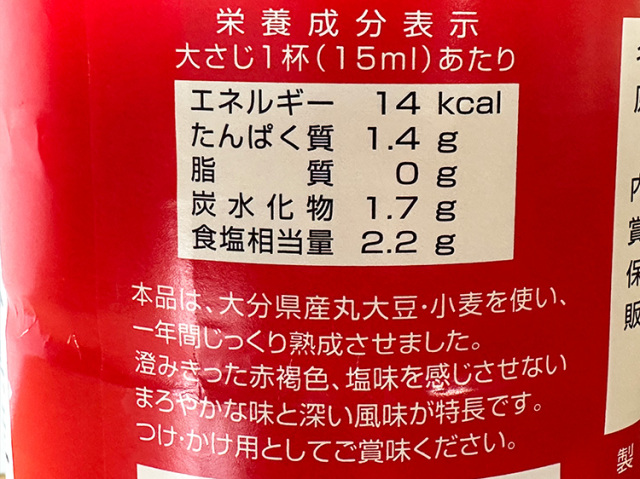 栄養成分表示
大さじ1杯(15ml)あたり
エネルギー 14 kcal
たんぱく質 1.4 g
脂質 0 g
炭水化物 1.7 g
食塩相当量 2.2 g
本品は、大分県産丸大豆・小麦を使い、
一年間じっくり熟成させました。
澄みきった赤褐色、塩味を感じさせない
まろやかな味と深い風味が特長です。
つけ・かけ用としてご賞味ください。
内
賞
保
販
製